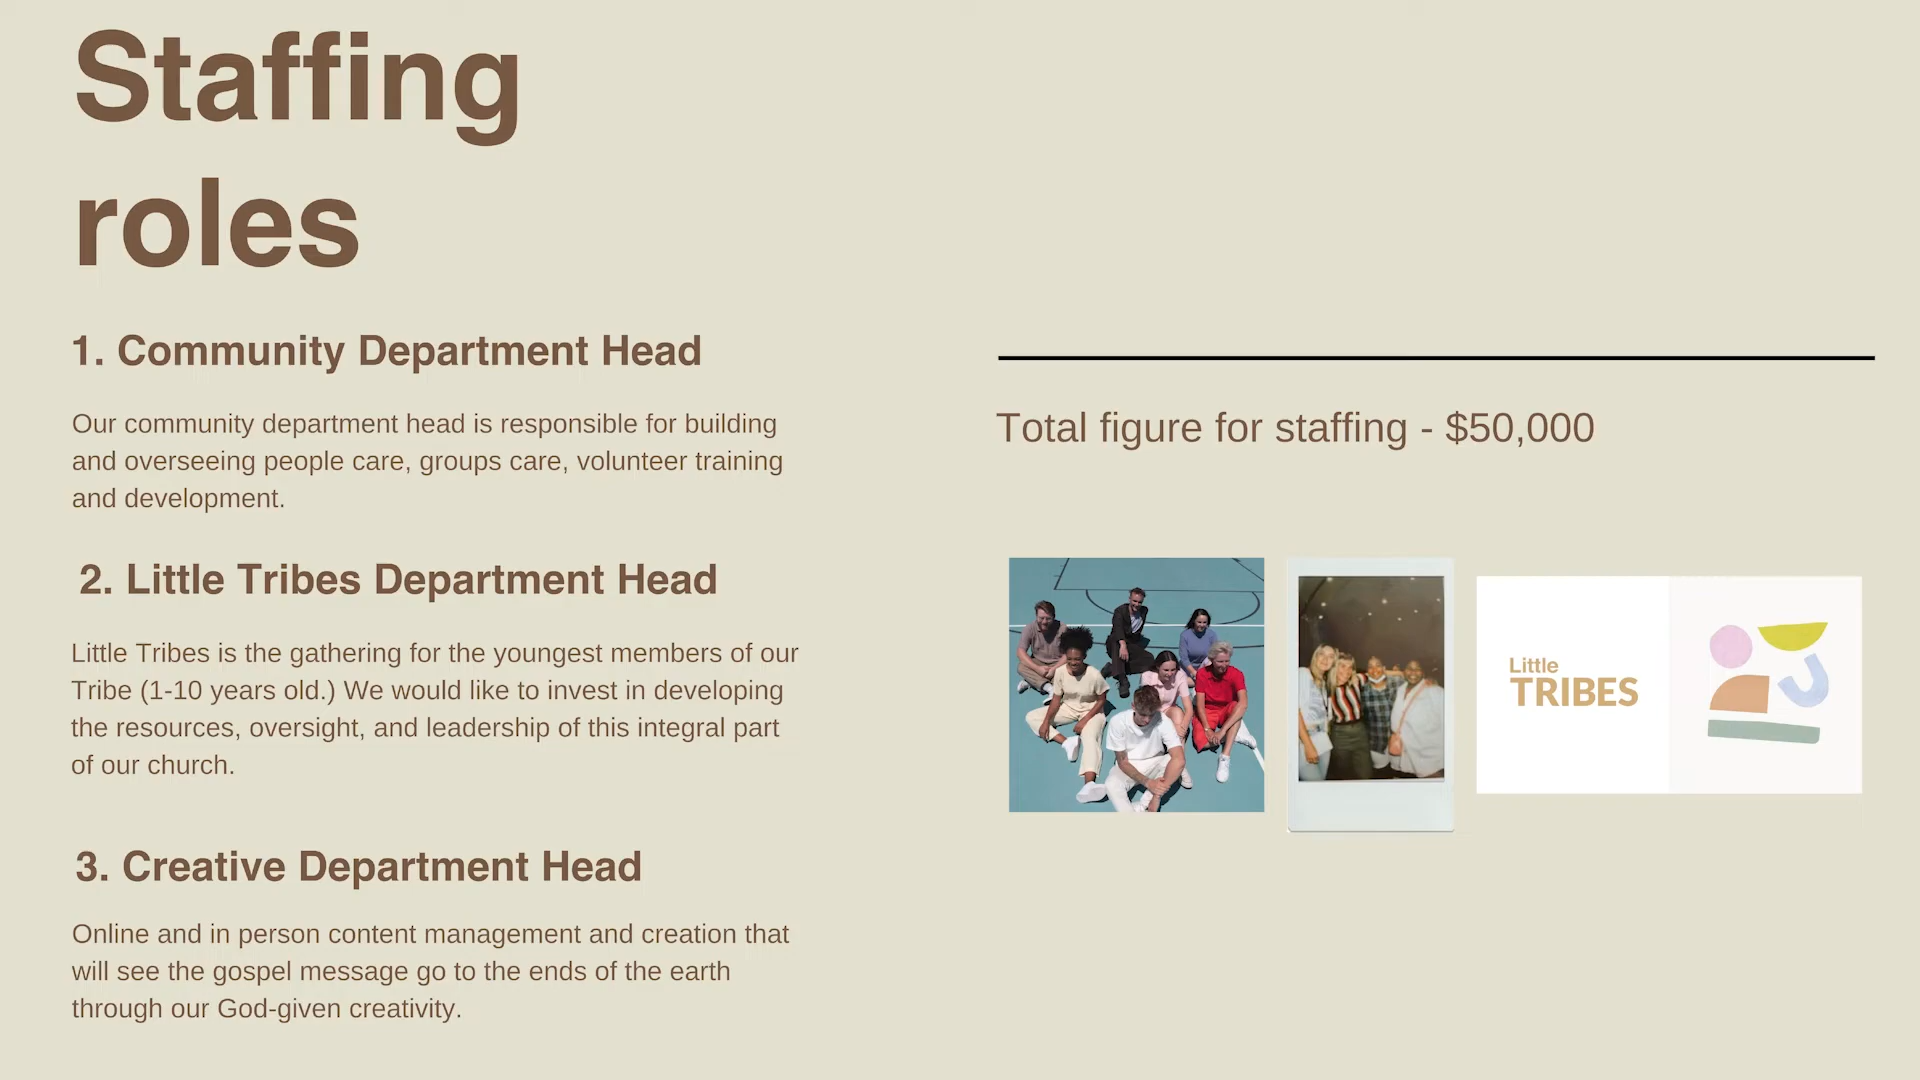 Staffing
roles
1. Community Department Head
Our community department head is responsible for building
and overseeing people care, groups care, volunteer training
and development.
2. Little Tribes Department Head
Little Tribes is the gathering for the youngest members of our
Tribe (1-10 years old.) We would like to invest in developing
the resources, oversight, and leadership of this integral part
of our church.
3. Creative Department Head
Online and in person content management and creation that
will see the gospel message go to the ends of the earth
through our God-given creativity.
Total figure for staffing - $50,000
Little
TRIBES